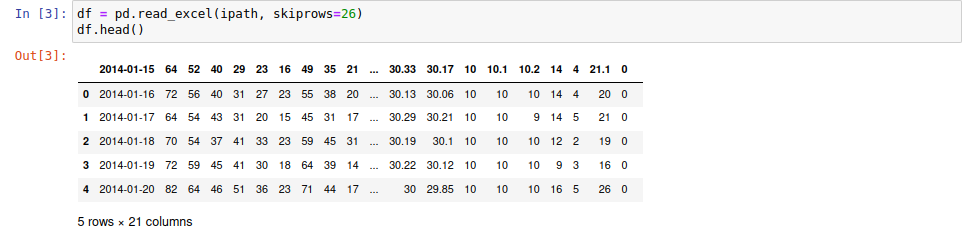 In [3]: df = pd.read_excel(ipath, skiprows=26)
df.head()
Out[3]:
2014-01-15 64 52 40 29 23 16 49 35 21 ... 30.33 30.17 10 10.1 10.2 14 4 21.1 0
0 2014-01-16 72 56 40 31 27 23 55 38 20 ... 30.13 30.06 10 10 10 14 4 20 0
1 2014-01-17 64 54 43 31 20 15 45 31 17 ... 30.29 30.21 10 10 9 14 5 21 0
2 2014-01-18 70 54 37 41 33 23 59 45 31 ... 30.19 30.1 10 10 10 12 2 19 0
3 2014-01-19 72 59 45 41 30 18 64 39 14 ... 30.22 30.12 10 10 10 9 3 16 0
4 2014-01-20 82 64 46 51 36 23 71 44 17 ... 30 29.85 10 10 10 16 5 26 0
5 rows × 21 columns